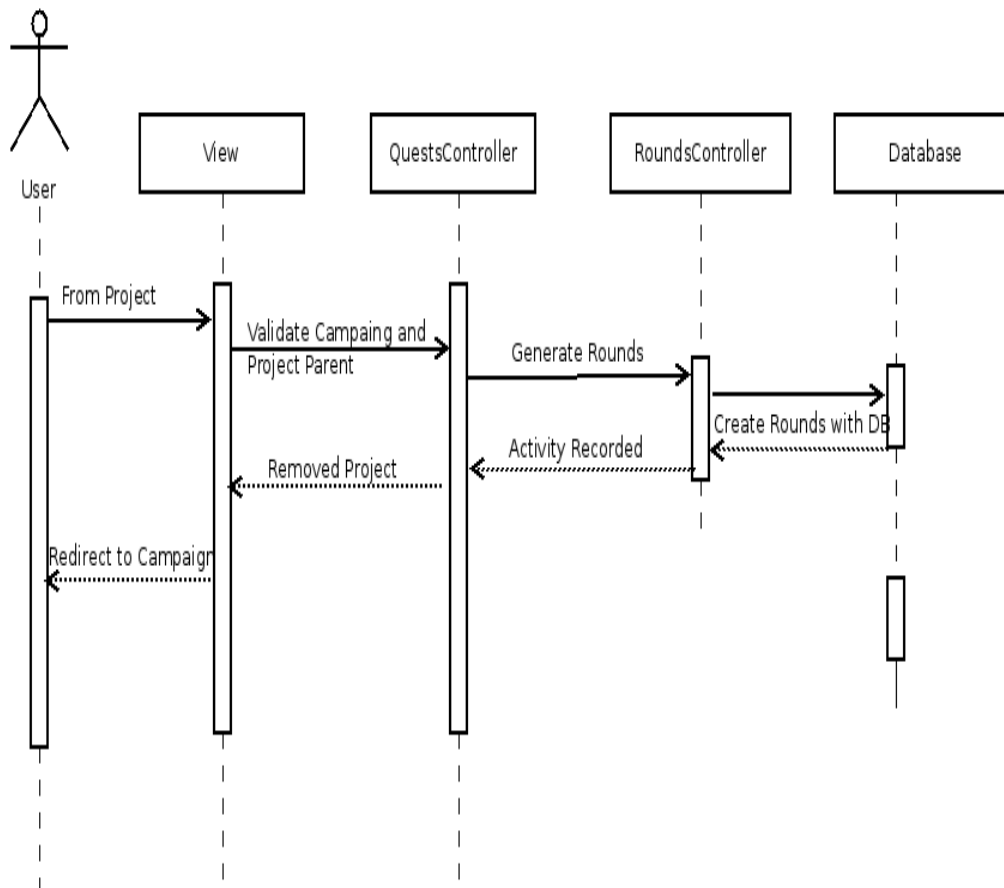 User
View
QuestsController
RoundsController
Database
From Project
Validate Campaing and
Project Parent
Generate Rounds
Create Rounds with DB
Activity Recorded
Removed Project
Redirect to Campaign